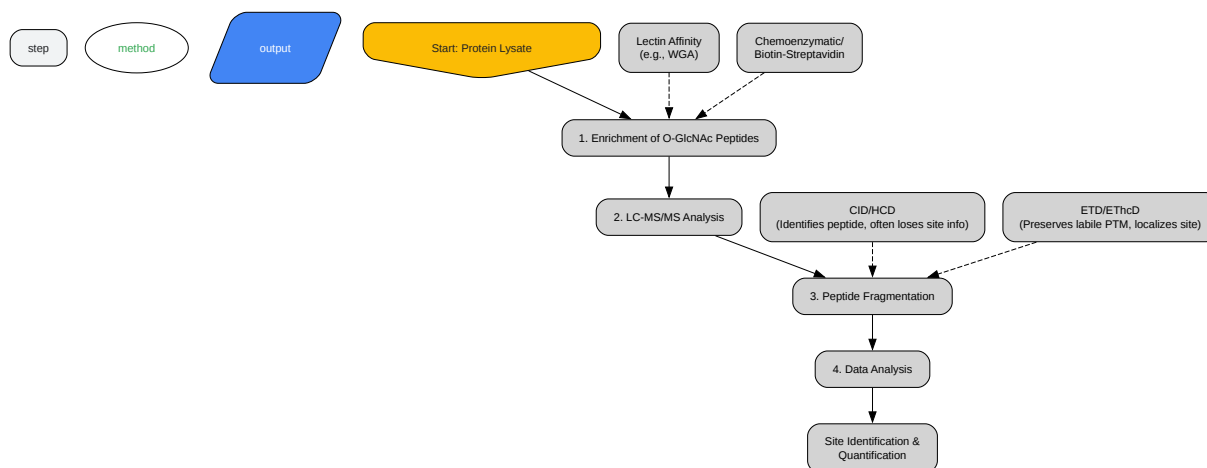 step
method
output
Start: Protein Lysate
Lectin Affinity
(e.g., WGA)
Chemoenzymatic/
Biotin-Streptavidin
1. Enrichment of O-GlcNAc Peptides
2. LC-MS/MS Analysis
CID/HCD
(Identifies peptide, often loses site info)
ETD/EThcD
(Preserves labile PTM, localizes site)
3. Peptide Fragmentation
4. Data Analysis
Site Identification &
Quantification